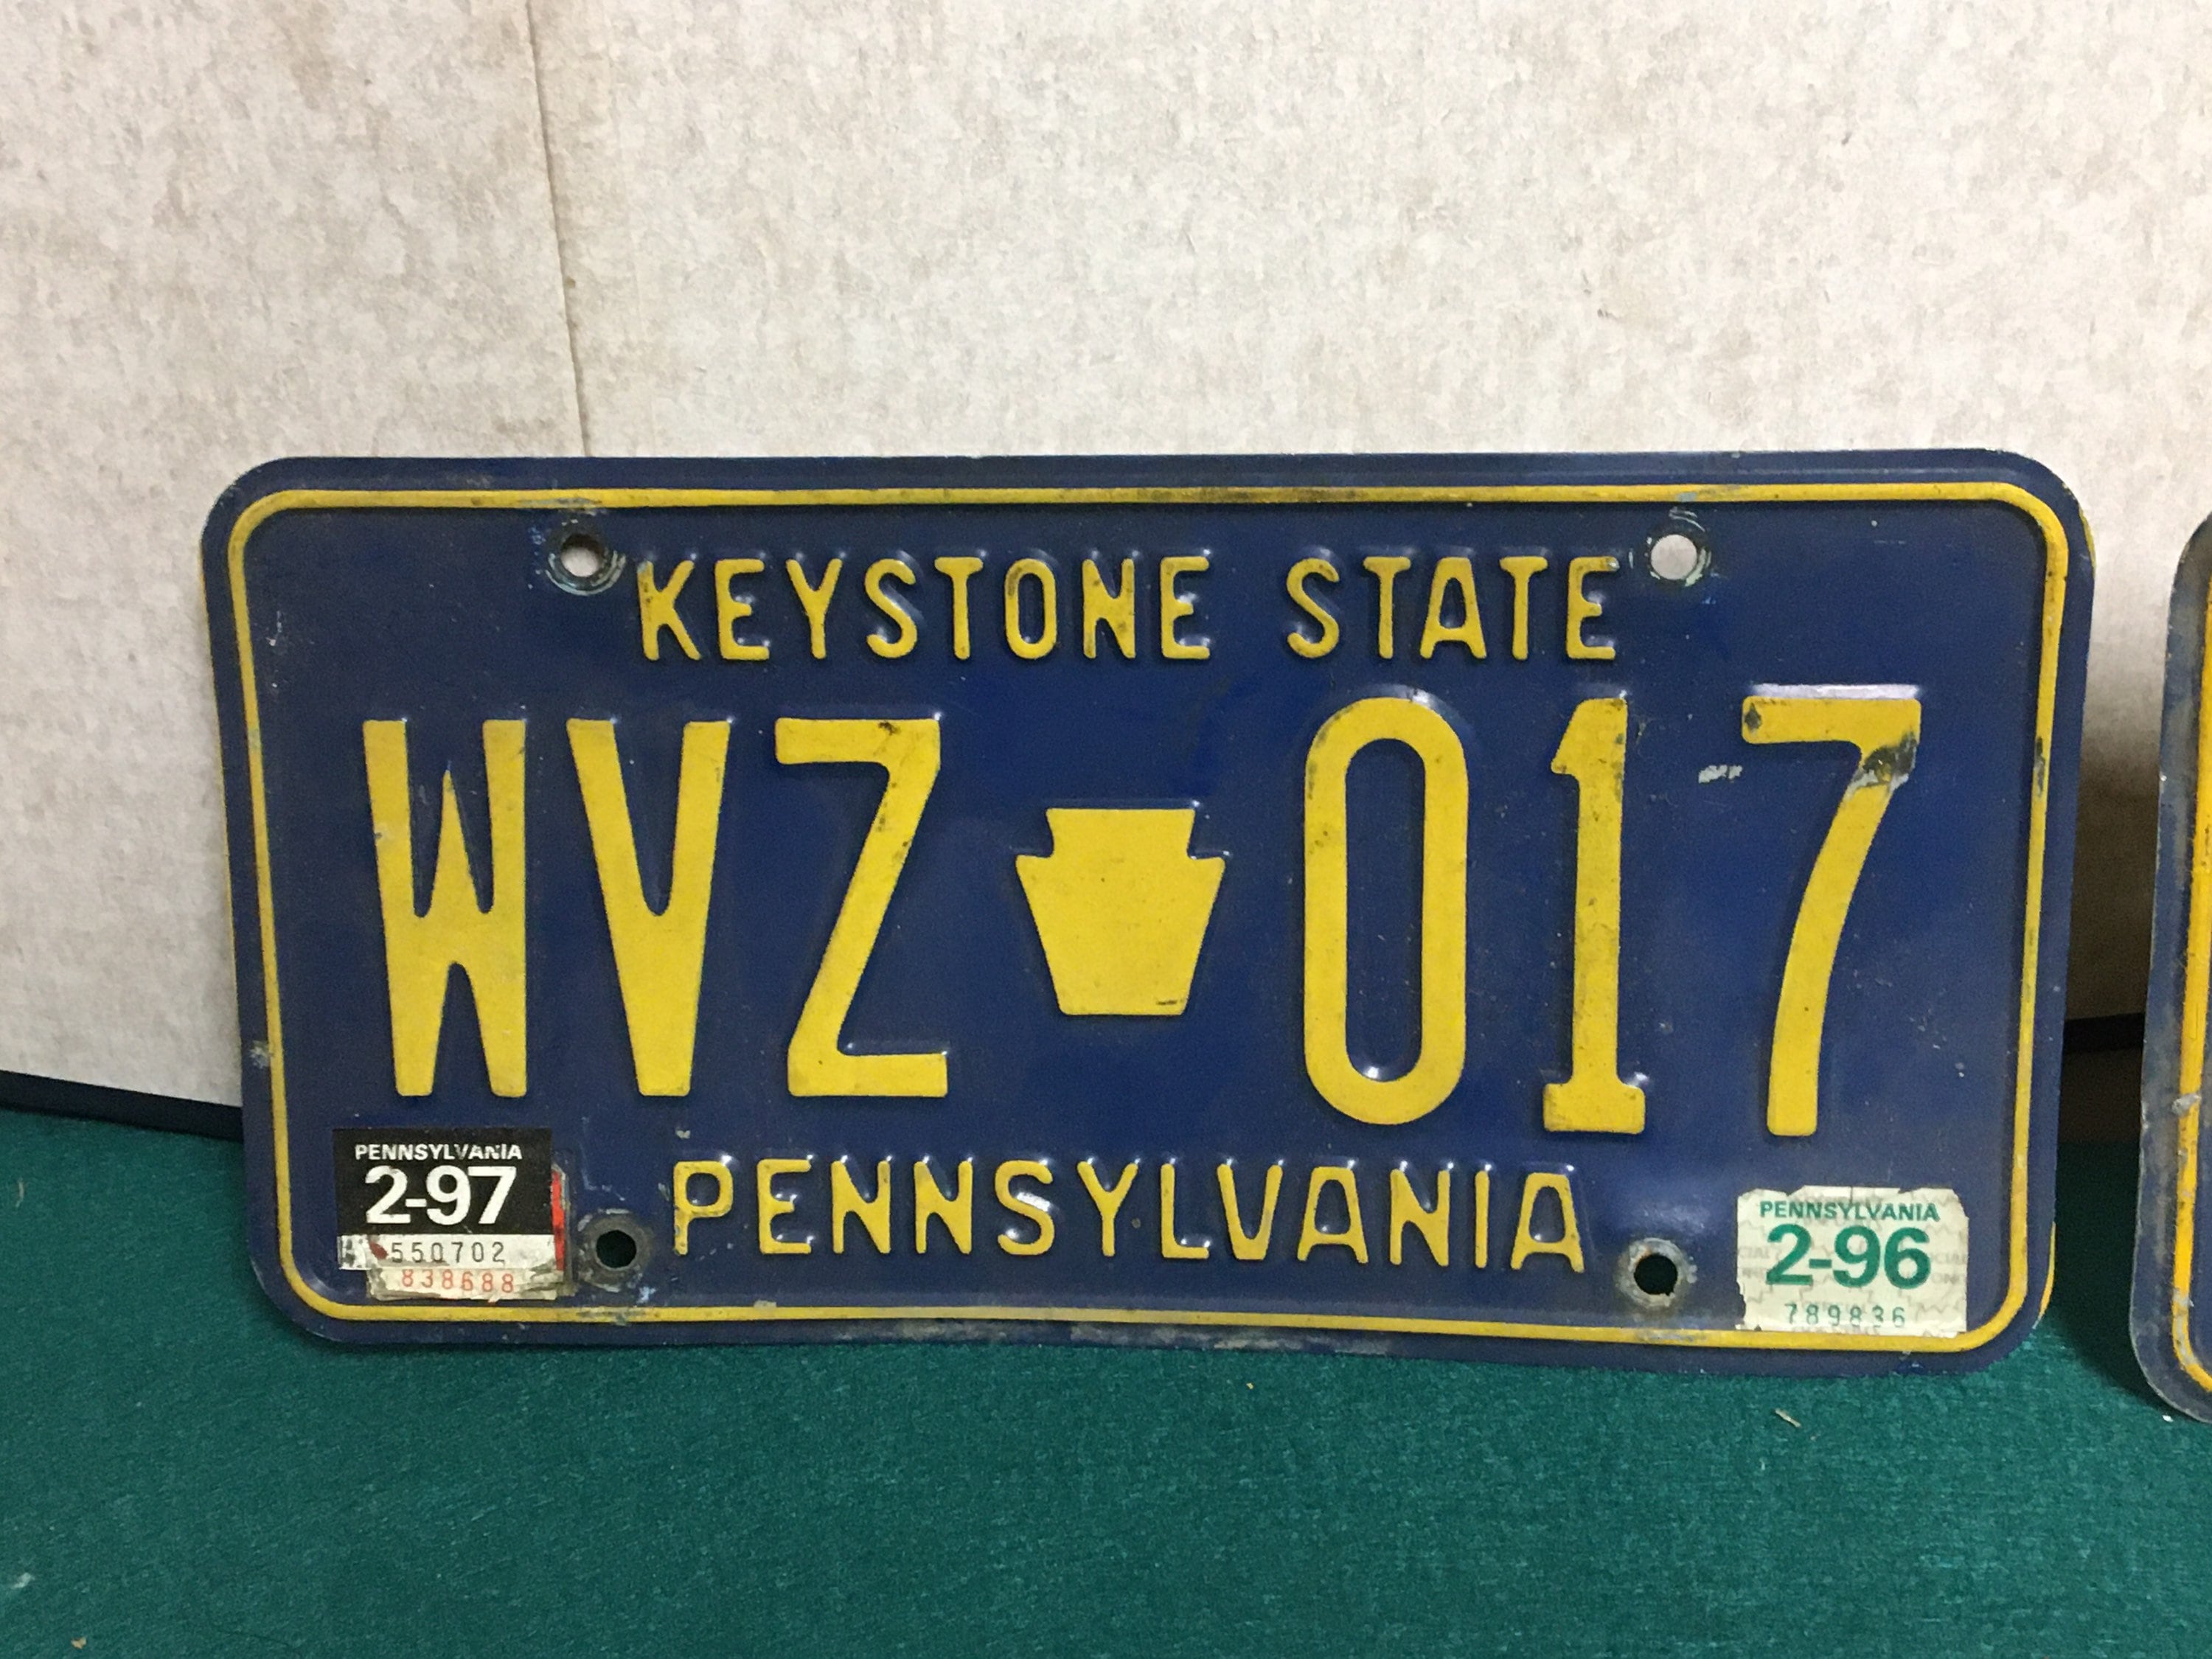 KEYSTONE STATE
WVZ 017
PENNSYLVANIA
PENNSYLVANIA
2-97
550702
838688
PENNSYLVANIA
2-96
789836